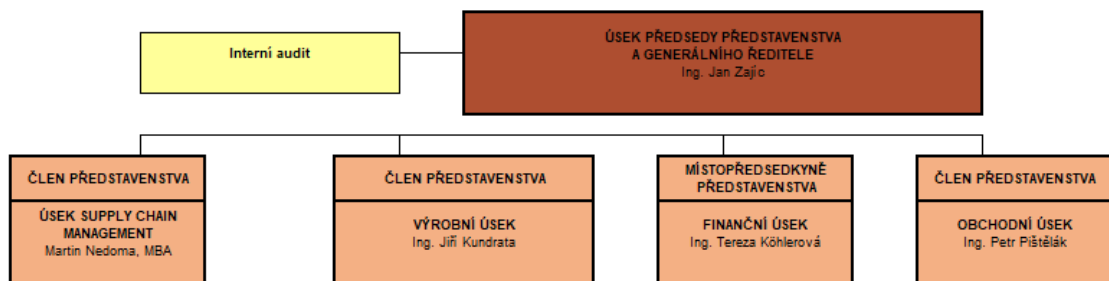 Interní audit
ÚSEK PŘEDSEDY PŘEDSTAVENSTVA
A GENERÁLNÍHO ŘEDITELE
Ing. Jan Zajíc
ČLEN PŘEDSTAVENSTVA
ÚSEK SUPPLY CHAIN
MANAGEMENT
Martin Nedoma, MBA
ČLEN PŘEDSTAVENSTVA
VÝROBNÍ ÚSEK
Ing. Jiří Kundrata
MÍSTOPŘEDSEDKYNĚ
PŘEDSTAVENSTVA
FINANČNÍ ÚSEK
Ing. Tereza Köhlerová
ČLEN PŘEDSTAVENSTVA
OBCHODNÍ ÚSEK
Ing. Petr Pištělák